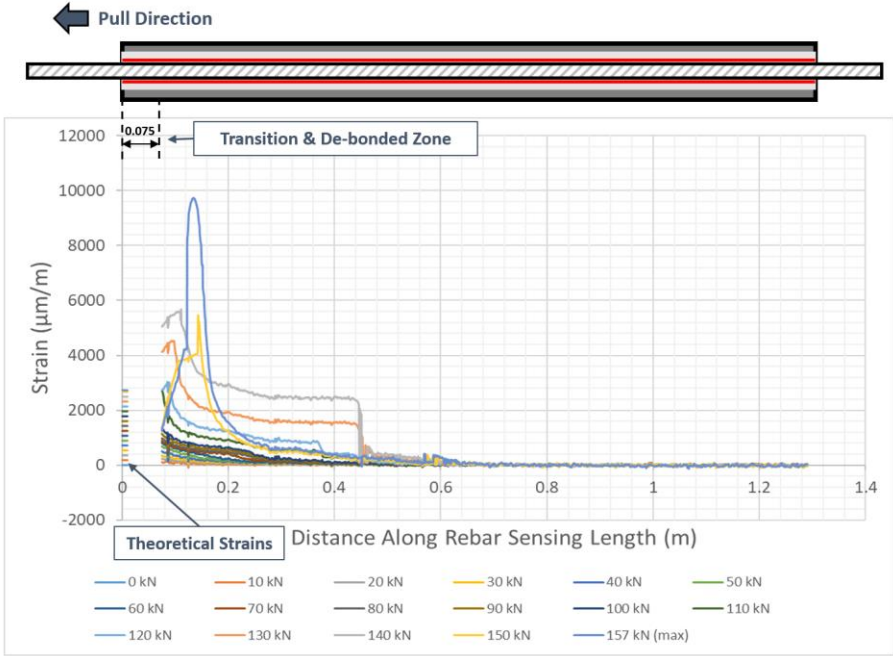 Pull Direction
0.075
Transition & De-bonded Zone
12000
10000
8000
6000
4000
2000
0
-2000
Strain (µm/m)
0 0.2 0.4 0.6 0.8 1 1.2 1.4
Theoretical Strains
Distance Along Rebar Sensing Length (m)
0 kN 10 kN 20 kN 30 kN 40 kN 50 kN
60 kN 70 kN 80 kN 90 kN 100 kN 110 kN
120 kN 130 kN 140 kN 150 kN 157 kN (max)